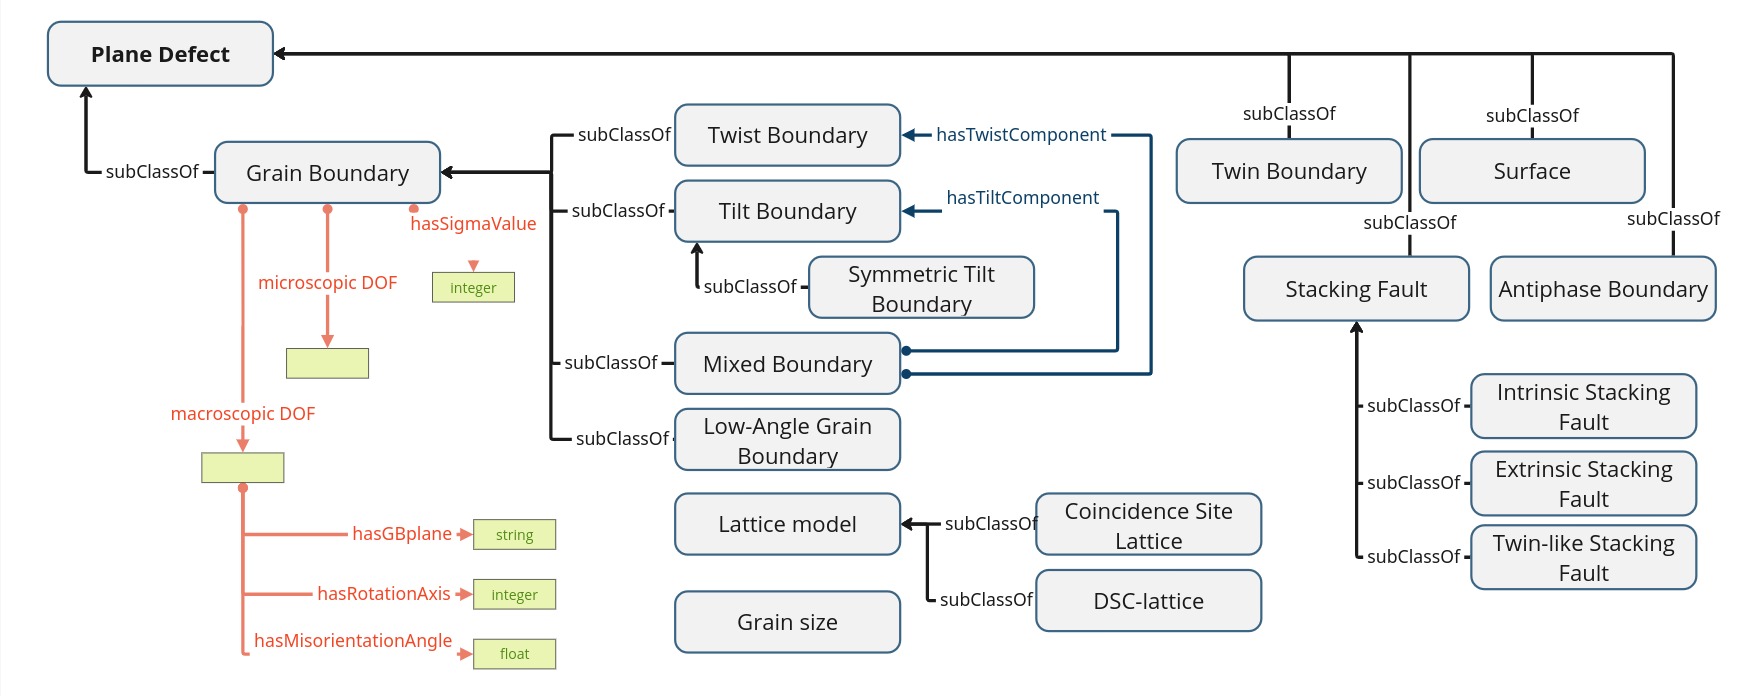 Plane Defect
subClassOf
Grain Boundary
hasSigmaValue
integer
microscopic DOF
macroscopic DOF
hasGBplane
string
hasRotationAxis
integer
hasMisorientationAngle
float
subClassOf
Twist Boundary
hasTwistComponent
subClassOf
Tilt Boundary
hasTiltComponent
subClassOf
Symmetric Tilt
Boundary
subClassOf
Mixed Boundary
subClassOf
Low-Angle Grain
Boundary
Lattice model
subClassOf
Coincidence Site
Lattice
subClassOf
DSC-lattice
Grain size
subClassOf
Twin Boundary
subClassOf
Surface
subClassOf
Stacking Fault
subClassOf
Antiphase Boundary
subClassOf
Intrinsic Stacking
Fault
subClassOf
Extrinsic Stacking
Fault
subClassOf
Twin-like Stacking
Fault